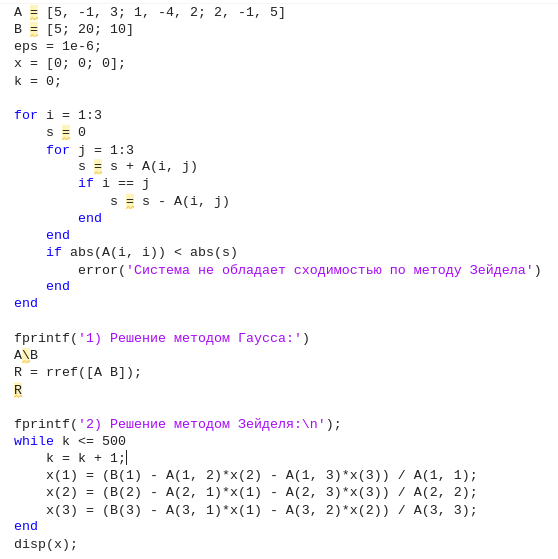 A = [5, -1, 3; 1, -4, 2; 2, -1, 5]
B = [5; 20; 10]
eps = 1e-6;
x = [0; 0; 0];
k = 0;

for i = 1:3
    s = 0
    for j = 1:3
        s = s + A(i, j)
        if i == j
            s = s - A(i, j)
        end
    end
    if abs(A(i, i)) < abs(s)
        error('Система не обладает сходимостью по методу Зейдела')
    end
end

fprintf('1) Решение методом Гаусса:')
A\B
R = rref([A B]);
R

fprintf('2) Решение методом Зейделя:\n');
while k <= 500
    k = k + 1;
    x(1) = (B(1) - A(1, 2)*x(2) - A(1, 3)*x(3)) / A(1, 1);
    x(2) = (B(2) - A(2, 1)*x(1) - A(2, 3)*x(3)) / A(2, 2);
    x(3) = (B(3) - A(3, 1)*x(1) - A(3, 2)*x(2)) / A(3, 3);
end
disp(x);